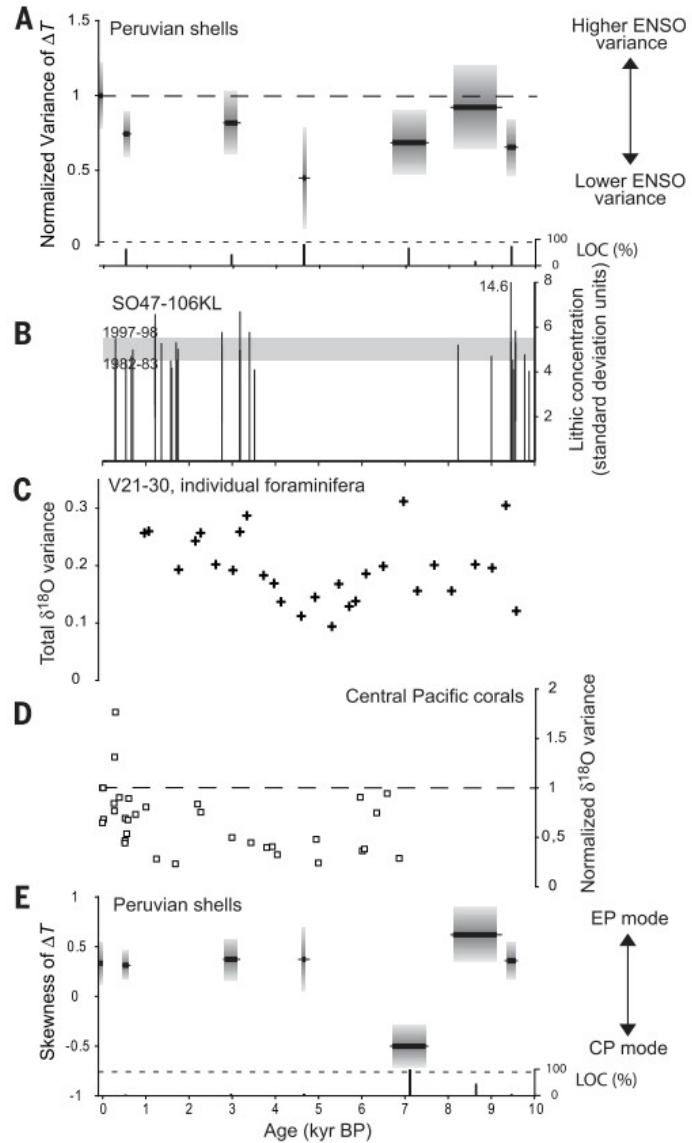 A
Peruvian shells
Normalized Variance of ΔT
1.5
1
0.5
0
Higher ENSO
variance
Lower ENSO
variance
100
0
LOC (%)
B
SO47-106KL
1997-98
1982-83
14.6
8
6
4
2
Lithic concentration
(standard deviation units)
C
V21-30, individual foraminifera
Total δ18O variance
0.3
0.2
0.1
0
D
Central Pacific corals
2
1,5
1
0,5
0
Normalized δ18O variance
E
Peruvian shells
Skewness of ΔT
1
0.5
0
-0.5
-1
EP mode
CP mode
100
0
LOC (%)
0 1 2 3 4 5 6 7 8 9 10
Age (kyr BP)